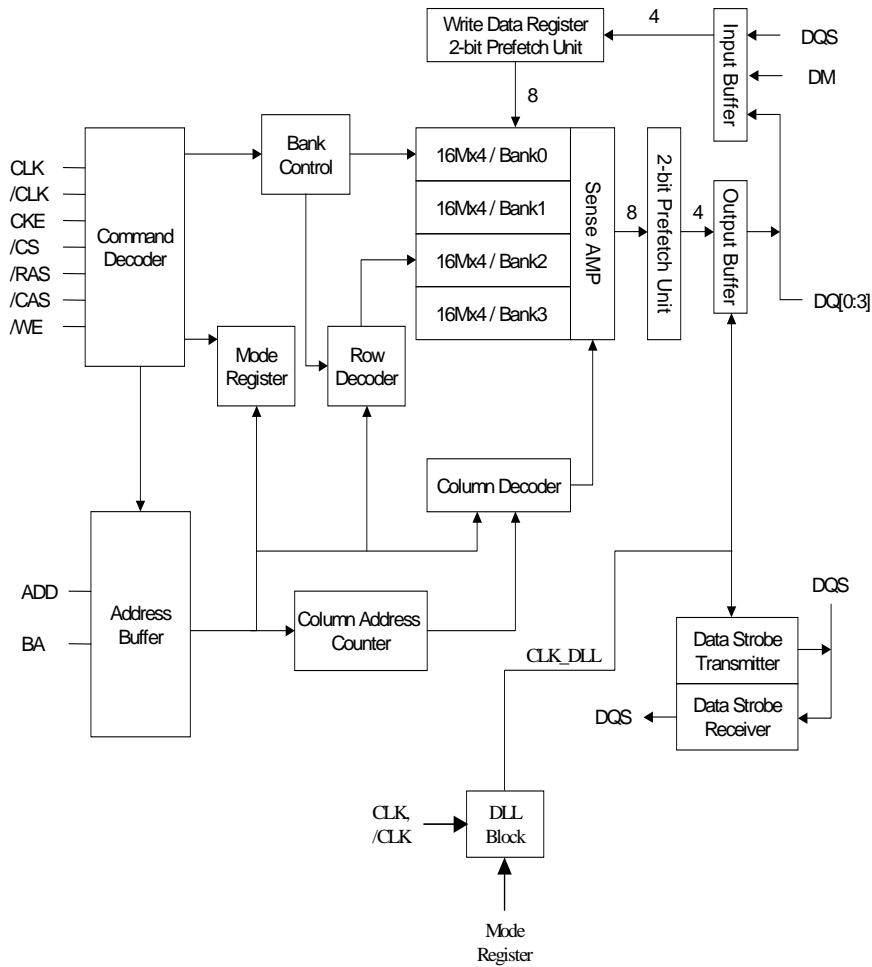 Write Data Register
2-bit Prefetch Unit
4
Input Buffer
DQS
DM
8
Bank
Control
16Mx4 / Bank0
16Mx4 / Bank1
16Mx4 / Bank2
16Mx4 / Bank3
Sense AMP
8
2-bit Prefetch Unit
4
Output Buffer
DQ[0:3]
CLK
/CLK
CKE
/CS
/RAS
/CAS
/WE
Command
Decoder
Mode
Register
Row
Decoder
Column Decoder
ADD
BA
Address
Buffer
Column Address
Counter
CLK_DLL
DQS
Data Strobe
Transmitter
Data Strobe
Receiver
DQS
CLK,
/CLK
DLL
Block
Mode
Register